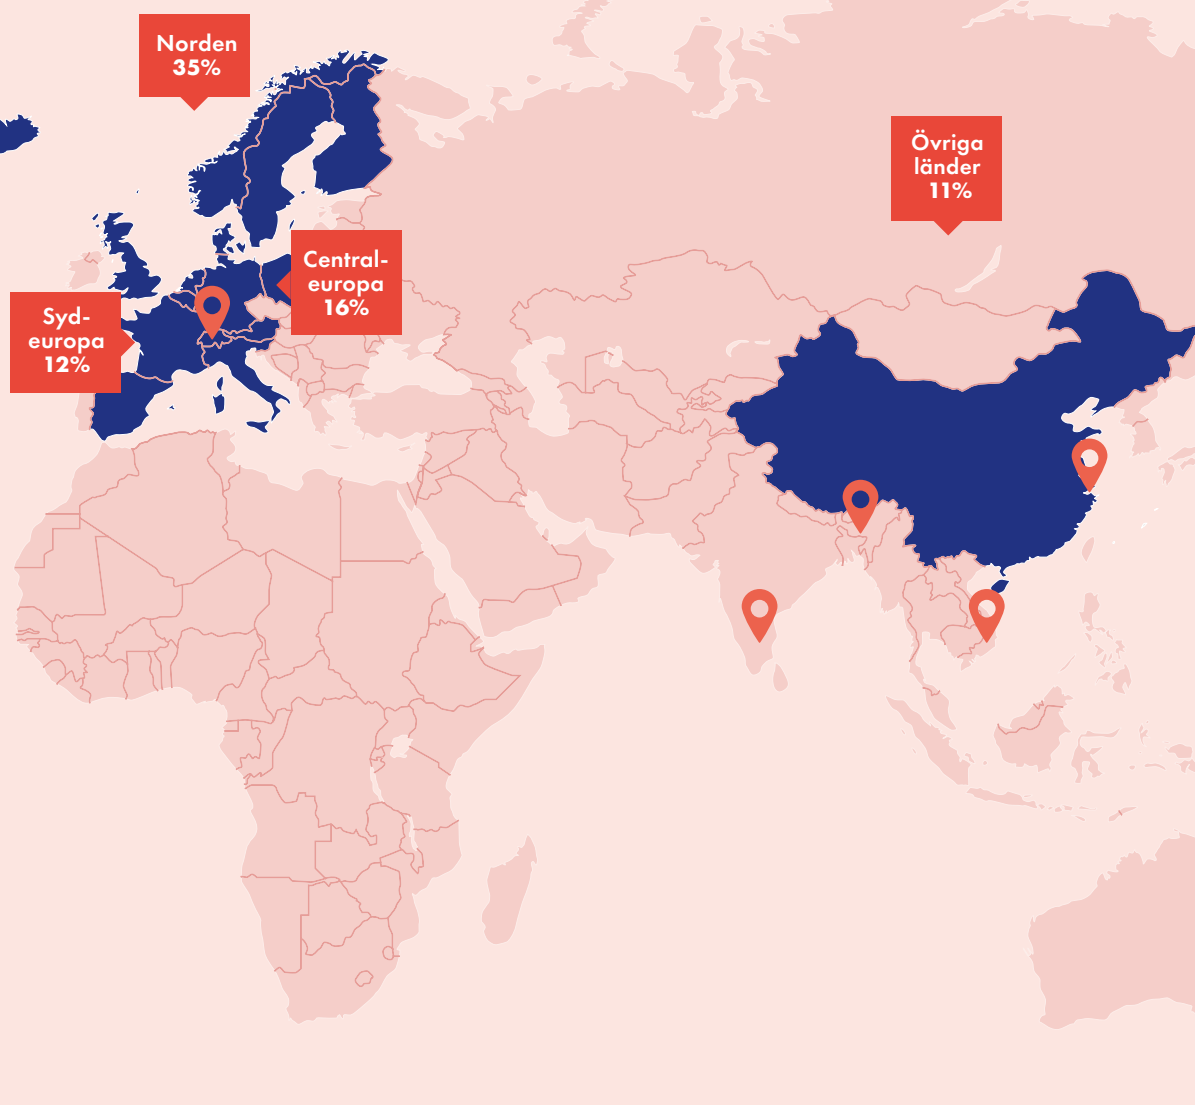 Norden
35%
Övriga
länder
11%
Central-
europa
16%
Syd-
europa
12%